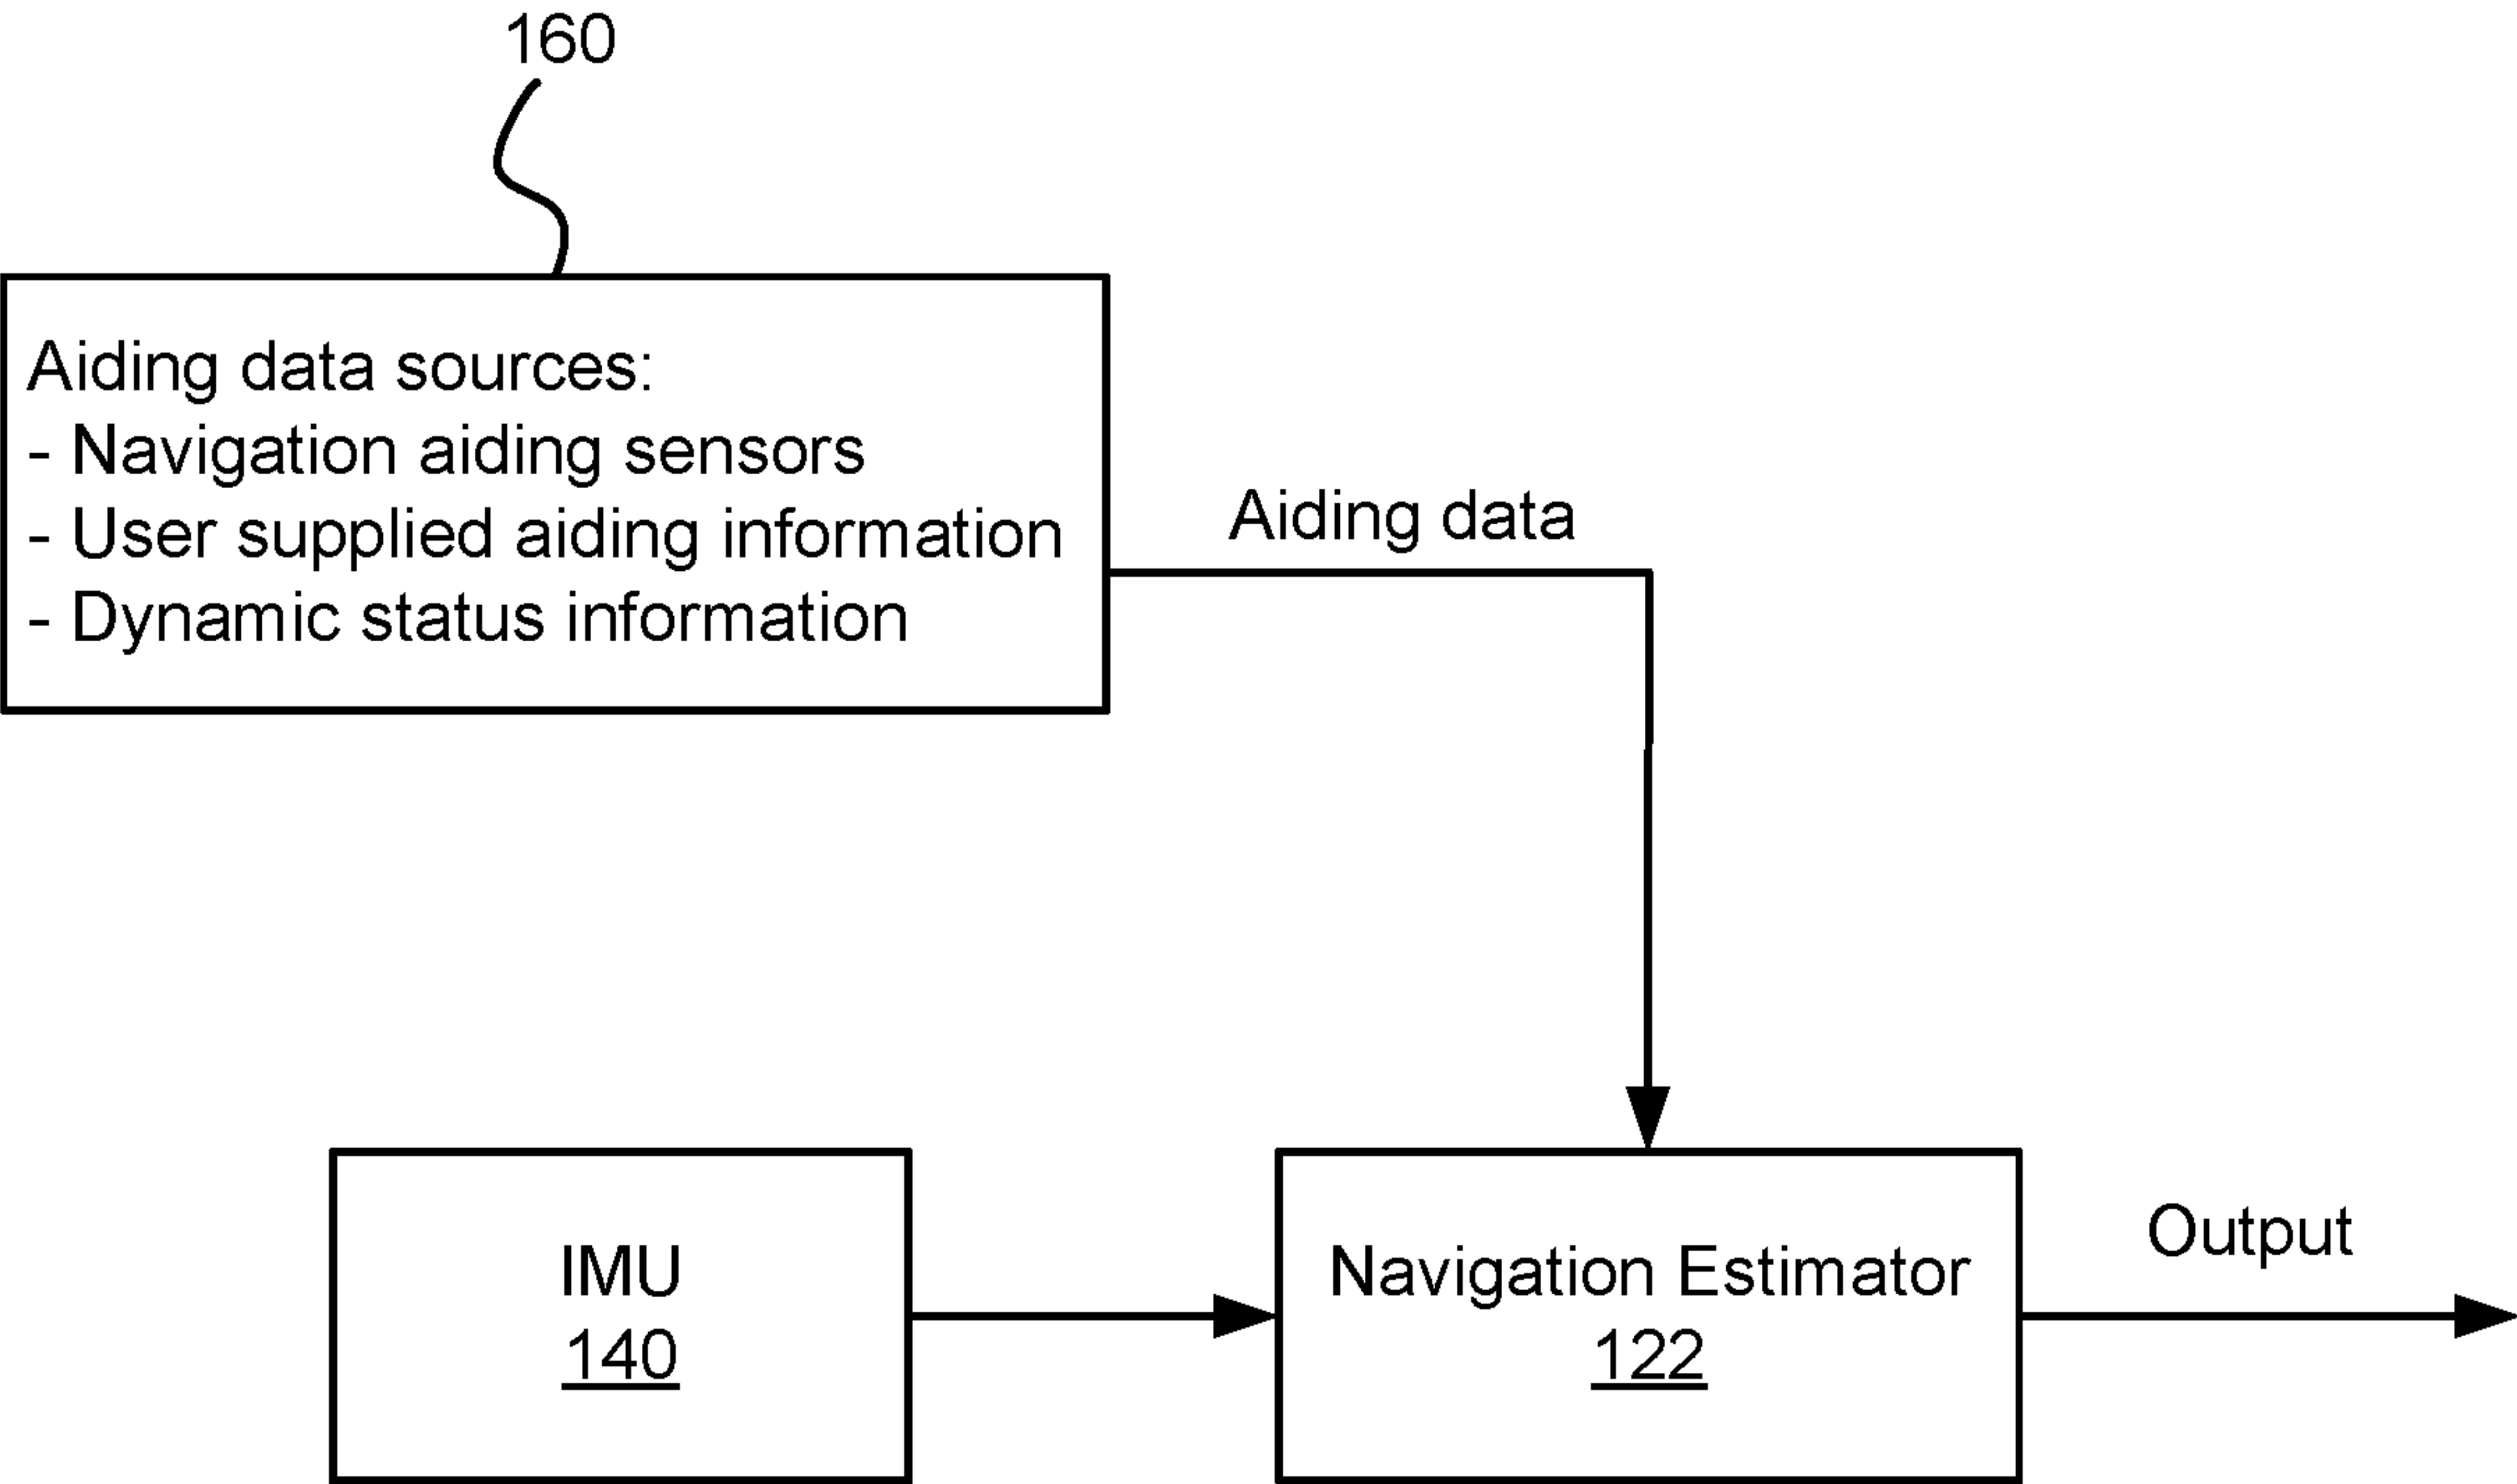 160
Aiding data sources:
- Navigation aiding sensors
- User supplied aiding information
- Dynamic status information
Aiding data
IMU
140
Navigation Estimator
122
Output